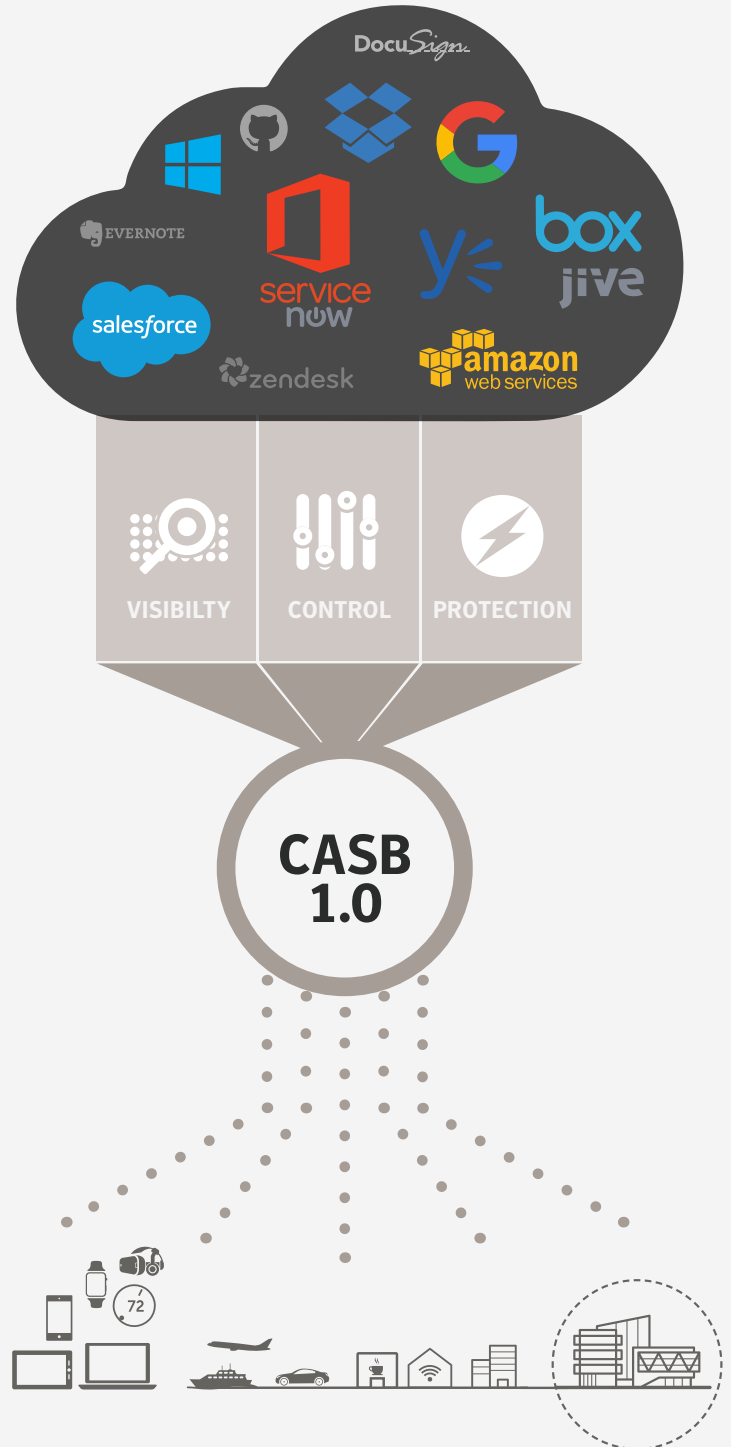 DocuSign
EVERNOTE
box
jive
salesforce
service
now
zendesk
amazon
web services
VISIBILTY
CONTROL
PROTECTION
CASB
1.0
72